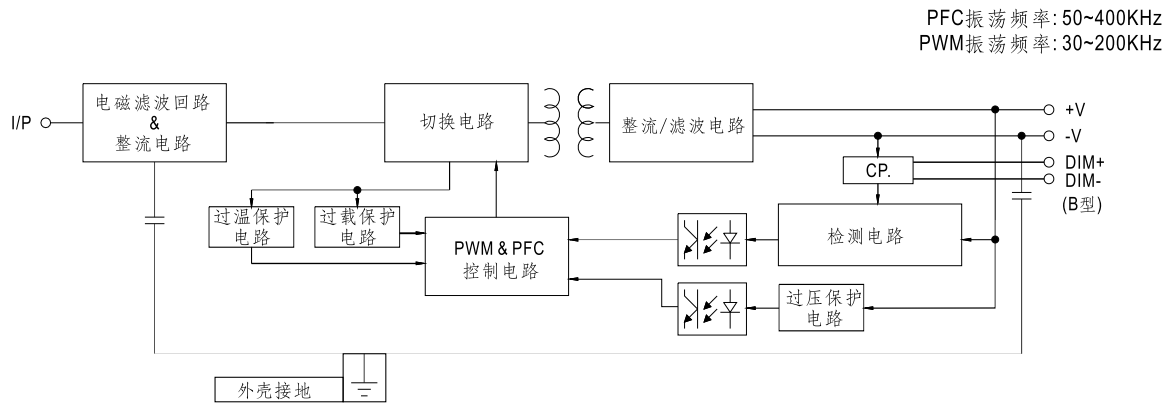 PFC振荡频率: 50~400KHz
PWM振荡频率: 30~200KHz
I/P
电磁滤波回路
&
整流电路
切换电路
整流/滤波电路
+V
-V
CP.
DIM+
DIM-
(B型)
过温保护
电路
过载保护
电路
PWM & PFC
控制电路
检测电路
过压保护
电路
外壳接地